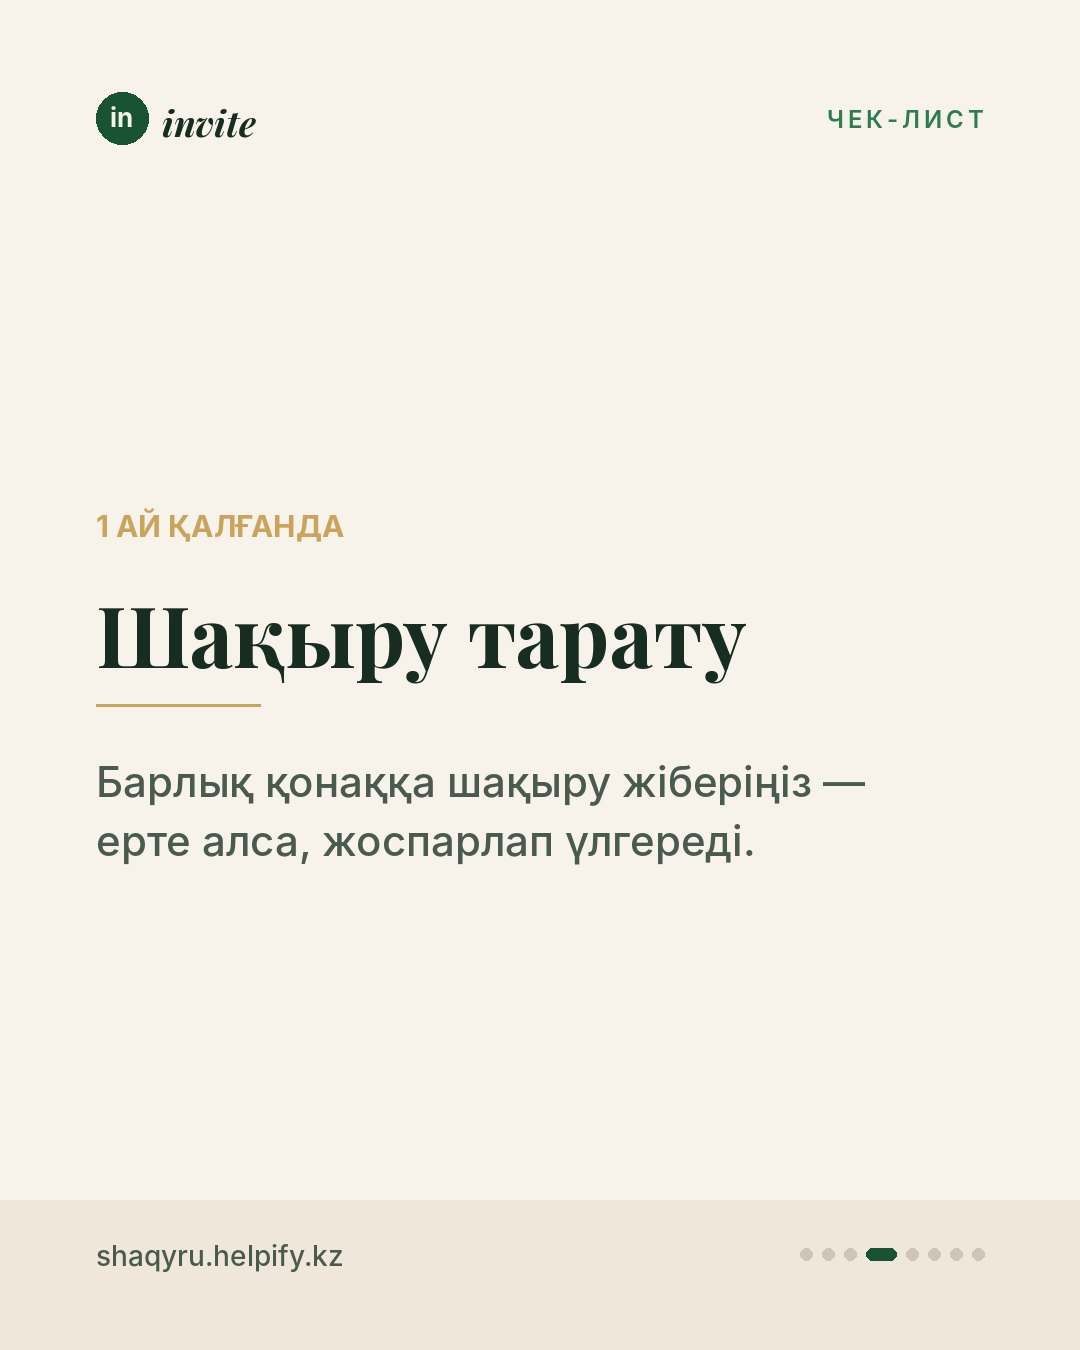 in invite
ЧЕК-ЛИСТ
1 АЙ ҚАЛҒАНДА
Шақыру тарату
Барлық қонаққа шақыру жіберіңіз —
ерте алса, жоспарлап үлгереді.
shaqyru.helpify.kz